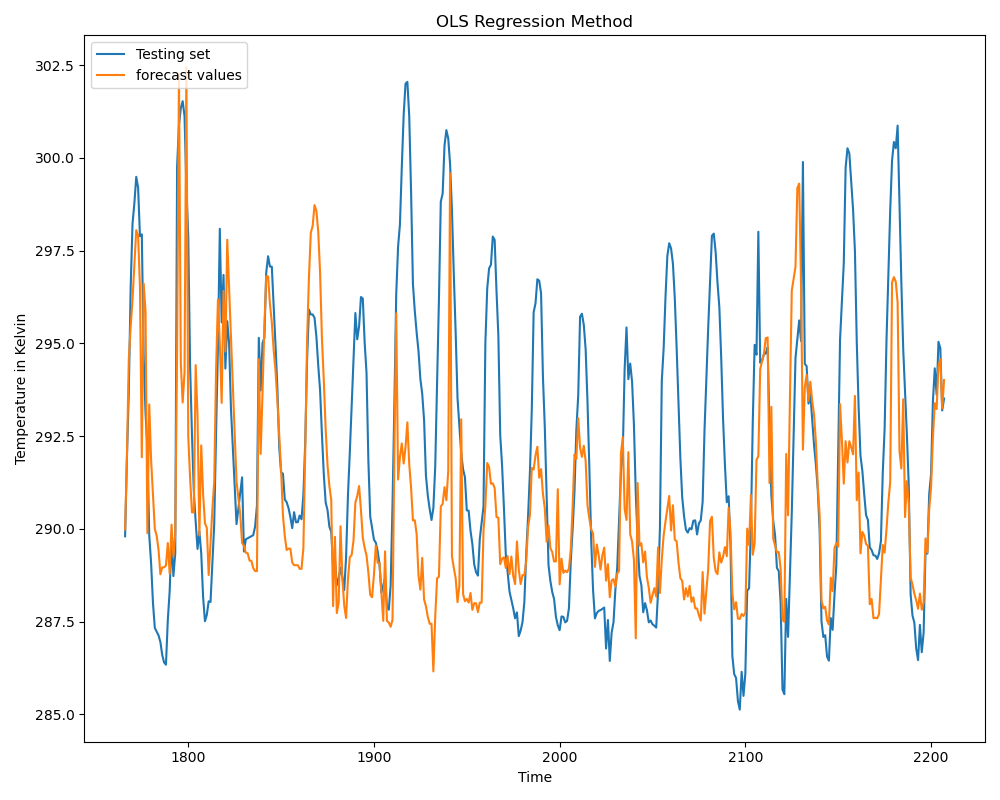 OLS Regression Method
Testing set
forecast values
302.5
300.0
297.5
295.0
292.5
290.0
287.5
285.0
Temperature in Kelvin
1800
1900
2000
2100
2200
Time